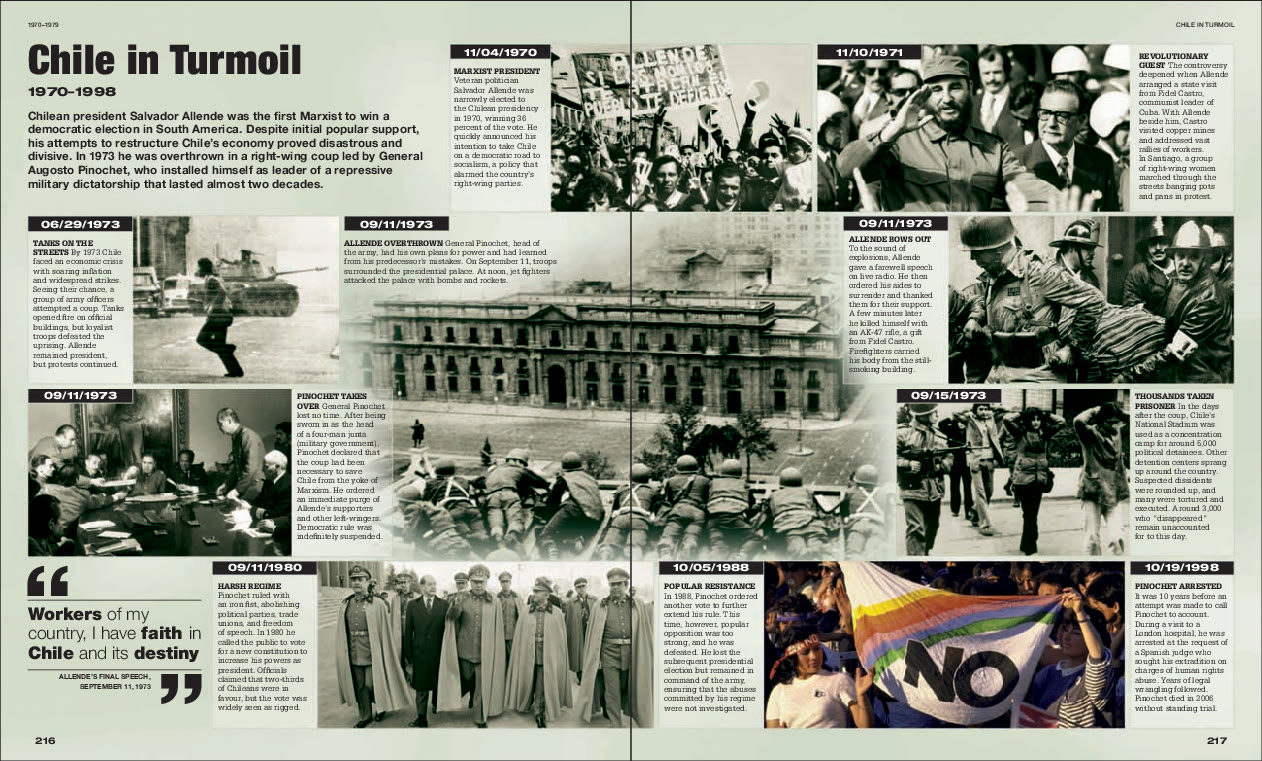 1970–1979
CHILE IN TURMOIL
Chile in Turmoil
1970–1998
Chilean president Salvador Allende was the first Marxist to win a
democratic election in South America. Despite initial popular support,
his attempts to restructure Chile's economy proved disastrous and
divisive. In 1973 he was overthrown in a right-wing coup led by General
Augosto Pinochet, who installed himself as leader of a repressive
military dictatorship that lasted almost two decades.
11/04/1970
MARXIST PRESIDENT
Veteran politician
Salvador Allende was
narrowly elected to
the Chilean presidency
in 1970, winning 36
percent of the vote. He
quickly announced his
intention to take Chile
on a democratic road to
socialism, a policy that
alarmed the country's
right-wing parties.
ALLENDE
11/10/1971
REVOLUTIONARY
GUEST The controversy
deepened when Allende
arranged a state visit
from Fidel Castro,
communist leader of
Cuba. With Allende
beside him, Castro
visited copper mines
and addressed vast
rallies of workers.
In Santiago, a group
of right-wing women
marched through the
streets banging pots
and pans in protest.
06/29/1973
TANKS ON THE
STREETS By 1973 Chile
faced an economic crisis
with soaring inflation
and widespread strikes.
Seeing their chance, a
group of army officers
attempted a coup. Tanks
opened fire on official
buildings, but loyalist
troops defeated the
uprising. Allende
remained president,
but protests continued.
09/11/1973
ALLENDE OVERTHROWN General Pinochet, head of
the army, had his own plans for power and had learned
from his predecessor's mistakes. On September 11, troops
surrounded the presidential palace. At noon, jet fighters
attacked the palace with bombs and rockets.
09/11/1973
ALLENDE BOWS OUT
To the sound of
explosions, Allende
gave a farewell speech
on live radio. He then
ordered his aides to
surrender and thanked
them for their support.
A few minutes later
he killed himself with
an AK-47 rifle, a gift
from Fidel Castro.
Firefighters carried
his body from the still-
smoking building.
09/11/1973
PINOCHET TAKES
OVER General Pinochet
lost no time. After being
sworn in as the head
of a four-man junta
(military government),
Pinochet declared that
the coup had been
necessary to save
Chile from the yoke of
Marxism. He ordered
an immediate purge of
Allende's supporters
and other left-wingers.
Democratic rule was
indefinitely suspended.
09/15/1973
THOUSANDS TAKEN
PRISONER In the days
after the coup, Chile's
National Stadium was
used as a concentration
camp for around 5,000
political detainees. Other
detention centers sprang
up around the country.
Suspected dissidents
were rounded up, and
many were tortured and
executed. Around 3,000
who "disappeared"
remain unaccounted
for to this day.
“
Workers of my
country, I have faith in
Chile and its destiny
ALLENDE'S FINAL SPEECH,
SEPTEMBER 11, 1973
”
09/11/1980
HARSH REGIME
Pinochet ruled with
an iron fist, abolishing
political parties, trade
unions, and freedom
of speech. In 1980 he
called the public to vote
for a new constitution to
increase his powers as
president. Officials
claimed that two-thirds
of Chileans were in
favour, but the vote was
widely seen as rigged.
10/05/1988
POPULAR RESISTANCE
In 1988, Pinochet ordered
another vote to further
extend his rule. This
time, however, popular
opposition was too
strong, and he was
defeated. He lost the
subsequent presidential
election but remained in
command of the army,
ensuring that the abuses
committed by his regime
were not investigated.
NO
NO
10/19/1998
PINOCHET ARRESTED
It was 10 years before an
attempt was made to call
Pinochet to account.
During a visit to a
London hospital, he was
arrested at the request of
a Spanish judge who
sought his extradition on
charges of human rights
abuse. Years of legal
wrangling followed.
Pinochet died in 2006
without standing trial.
216
217